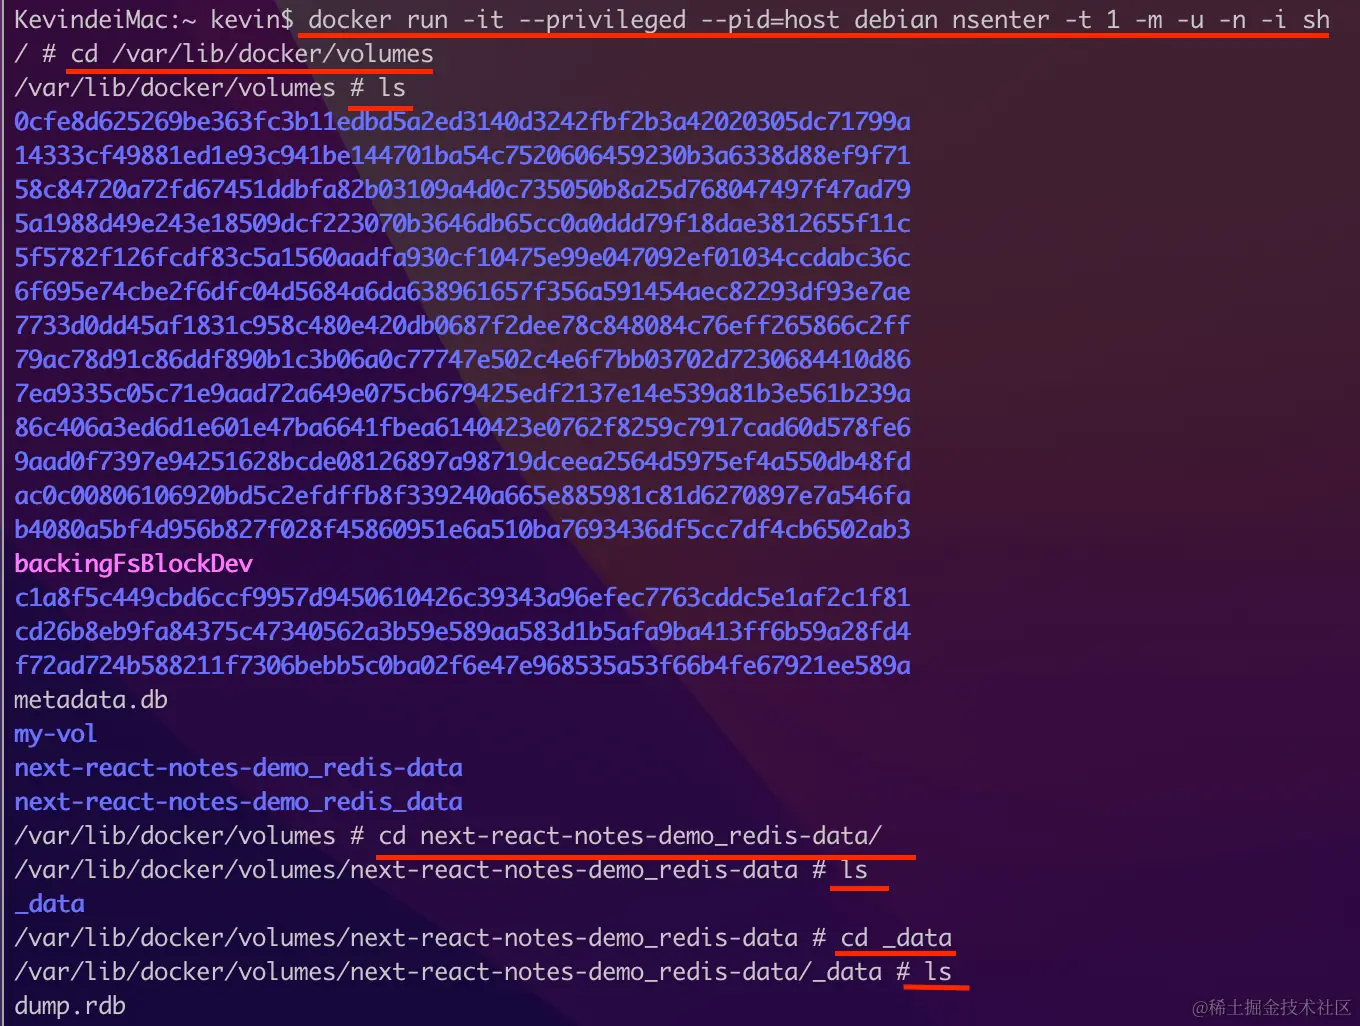 KevindeiMac:~ kevin$ docker run -it --privileged --pid=host debian nsenter -t 1 -m -u -n -i sh
/ # cd /var/lib/docker/volumes
/var/lib/docker/volumes # ls
0cfe8d625269be363fc3b11edbd5a2ed3140d3242fbf2b3a42020305dc71799a
14333cf49881ed1e93c941be144701ba54c7520606459230b3a6338d88ef9f71
58c84720a72fd67451ddbfa82b03109a4d0c735050b8a25d768047497f47ad79
5a1988d49e243e18509dcf223070b3646db65cc0a0ddd79f18dae3812655f11c
5f5782f126fcdf83c5a1560aadfa930cf10475e99e047092ef01034ccdabc36c
6f695e74cbe2f6dfc04d5684a6da638961657f356a591454aec82293df93e7ae
7733d0dd45af1831c958c480e420db0687f2dee78c848084c76eff265866c2ff
79ac78d91c86ddf890b1c3b06a0c77747e502c4e6f7bb03702d7230684410d86
7ea9335c05c71e9aad72a649e075cb679425edf2137e14e539a81b3e561b239a
86c406a3ed6d1e601e47ba6641fbea6140423e0762f8259c7917cad60d578fe6
9aad0f7397e94251628bcde08126897a98719dceea2564d5975ef4a550db48fd
ac0c00806106920bd5c2efdffb8f339240a665e885981c81d6270897e7a546fa
b4080a5bf4d956b827f028f45860951e6a510ba7693436df5cc7df4cb6502ab3
backingFsBlockDev
c1a8f5c449cbd6ccf9957d9450610426c39343a96efec7763cddc5e1af2c1f81
cd26b8eb9fa84375c47340562a3b59e589aa583d1b5afa9ba413ff6b59a28fd4
f72ad724b588211f7306bebb5c0ba02f6e47e968535a53f66b4fe67921ee589a
metadata.db
my-vol
next-react-notes-demo_redis-data
next-react-notes-demo_redis_data
/var/lib/docker/volumes # cd next-react-notes-demo_redis-data/
/var/lib/docker/volumes/next-react-notes-demo_redis-data # ls
_data
/var/lib/docker/volumes/next-react-notes-demo_redis-data # cd _data
/var/lib/docker/volumes/next-react-notes-demo_redis-data/_data # ls
dump.rdb
@稀土掘金技术社区